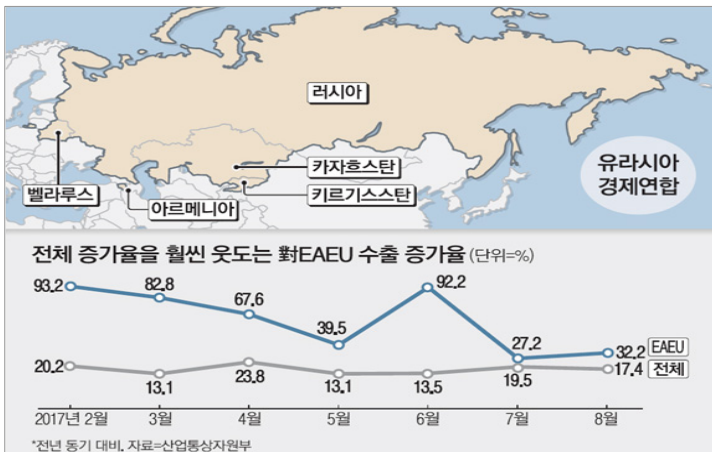 러시아
카자흐스탄
유라시아
경제연합
벨라루스
아르메니아
키르기스스탄
전체 증가율을 훨씬 웃도는 對EAEU 수출 증가율 (단위=%)
93.2
82.8
67.6
39.5
92.2
27.2
32.2
EAEU
20.2
13.1
23.8
13.1
13.5
19.5
17.4
전체
2017년 2월
3월
4월
5월
6월
7월
8월
*전년 동기 대비, 자료=산업통상자원부